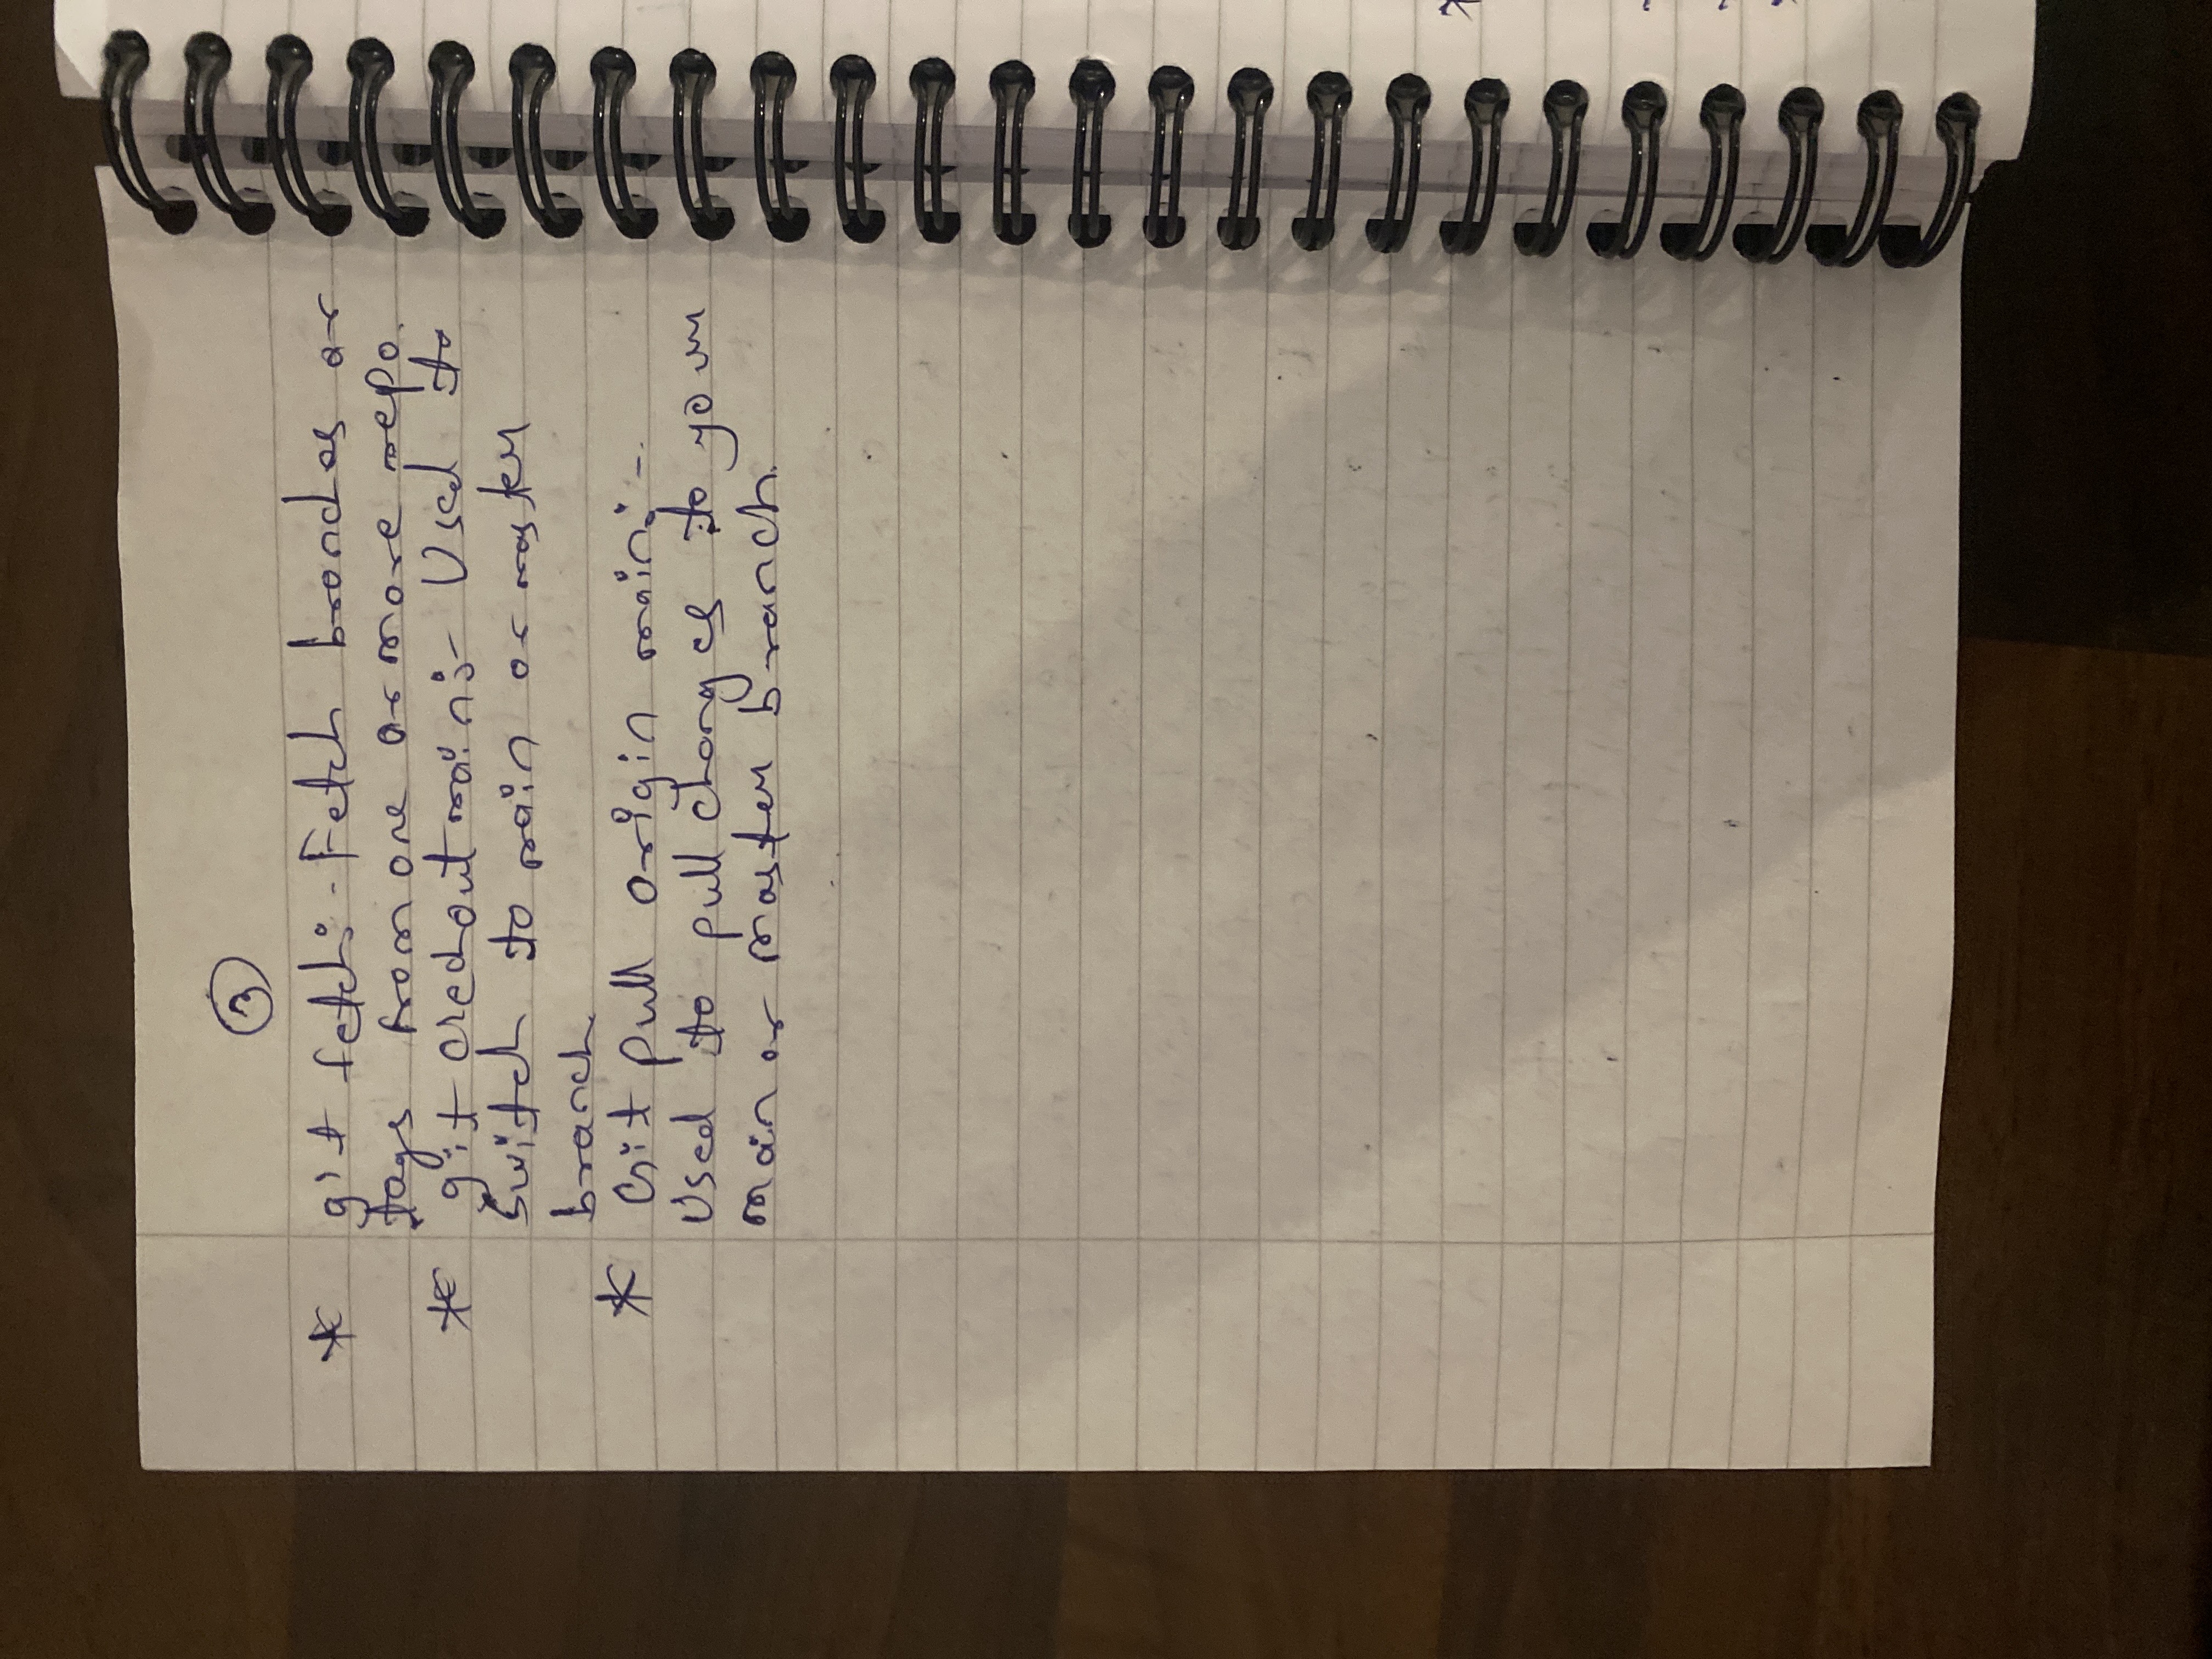 3
* git fetch:- Fetch branches or
tags from one or more repo.
* git checkout main:- Used to
switch to main or master
branch
* Git pull origin main:-
Used to pull changes to your
main or master branch.
*